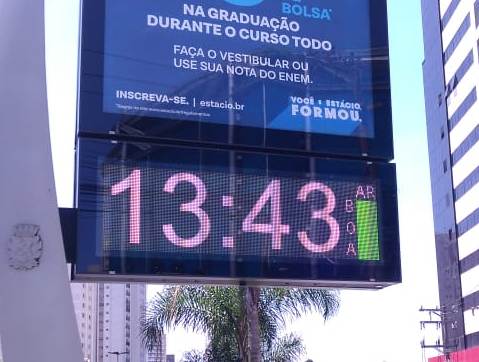 BOLSA*
NA GRADUAÇÃO
DURANTE O CURSO TODO
FAÇA O VESTIBULAR OU
USE SUA NOTA DO ENEM.
INSCREVA-SE. | estacio.br
VOCÊ + ESTÁCIO,
FORMOU.
13:43
AR
BOA